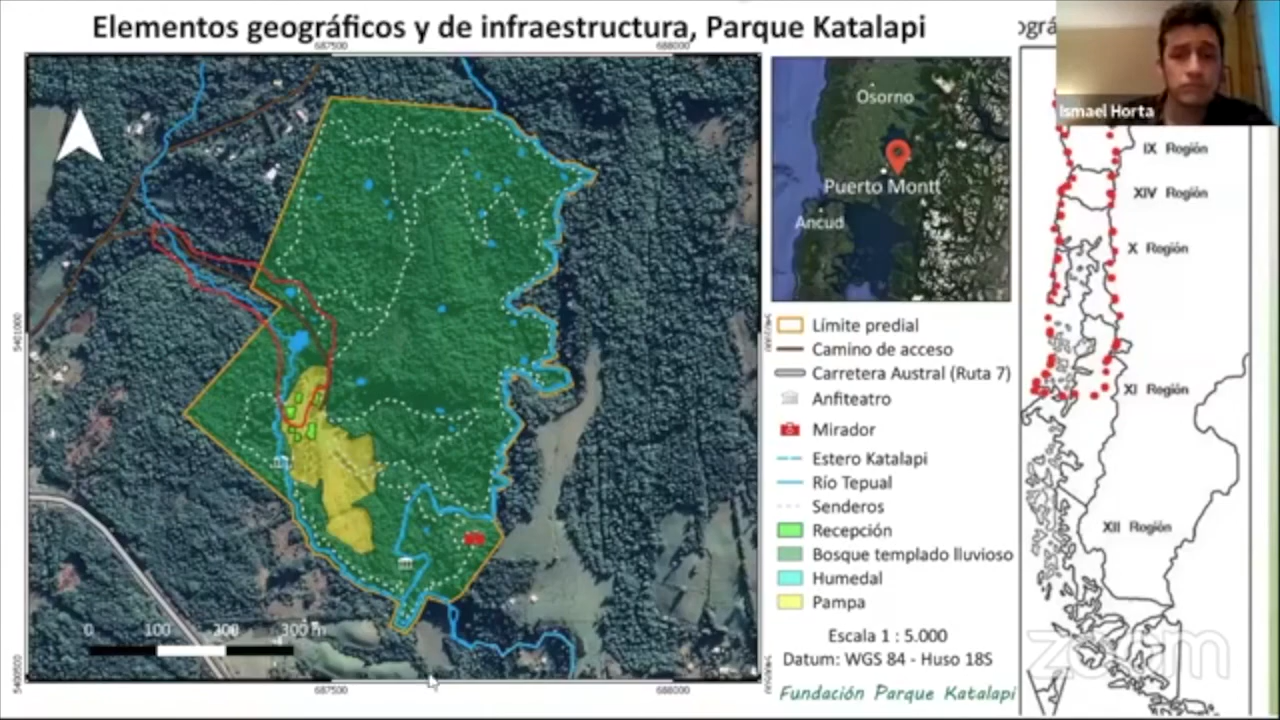 Elementos geográficos y de infraestructura, Parque Katalapi
ográ
Ismael Horta
687500
688000
Osorno
Puerto Montt
Ancud
IX Región
XIV Región
X Región
XI Región
XII Región
5401000
Límite predial
Camino de acceso
Carretera Austral (Ruta 7)
Anfiteatro
Mirador
Estero Katalapi
Río Tepual
Senderos
Recepción
Bosque templado lluvioso
Humedal
Pampa
0 100 200 300 m
Escala 1 : 5.000
Datum: WGS 84 - Huso 18S
Fundación Parque Katalapi
5400500
687500
688000
zoom